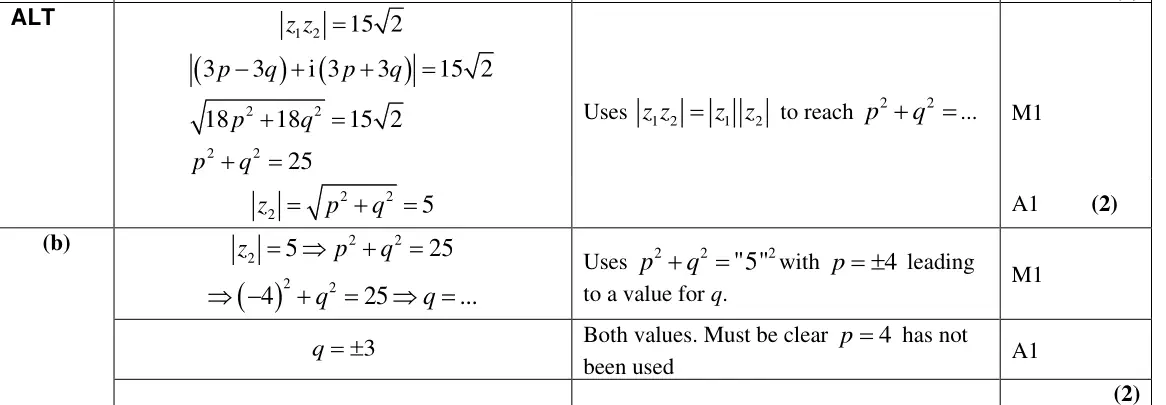 ALT
|z₁z₂| = 15√2
|(3p − 3q) + i(3p + 3q)| = 15√2
√(18p² + 18q²) = 15√2
p² + q² = 25
|z₂| = √(p² + q²) = 5
Uses |z₁z₂| = |z₁||z₂| to reach p² + q² = ...
M1
A1 (2)
(b)
|z₂| = 5 ⇒ p² + q² = 25
⇒ (−4)² + q² = 25 ⇒ q = ...
Uses p² + q² = "5"² with p = ±4 leading
to a value for q.
M1
q = ±3
Both values. Must be clear p = 4 has not
been used
A1
(2)